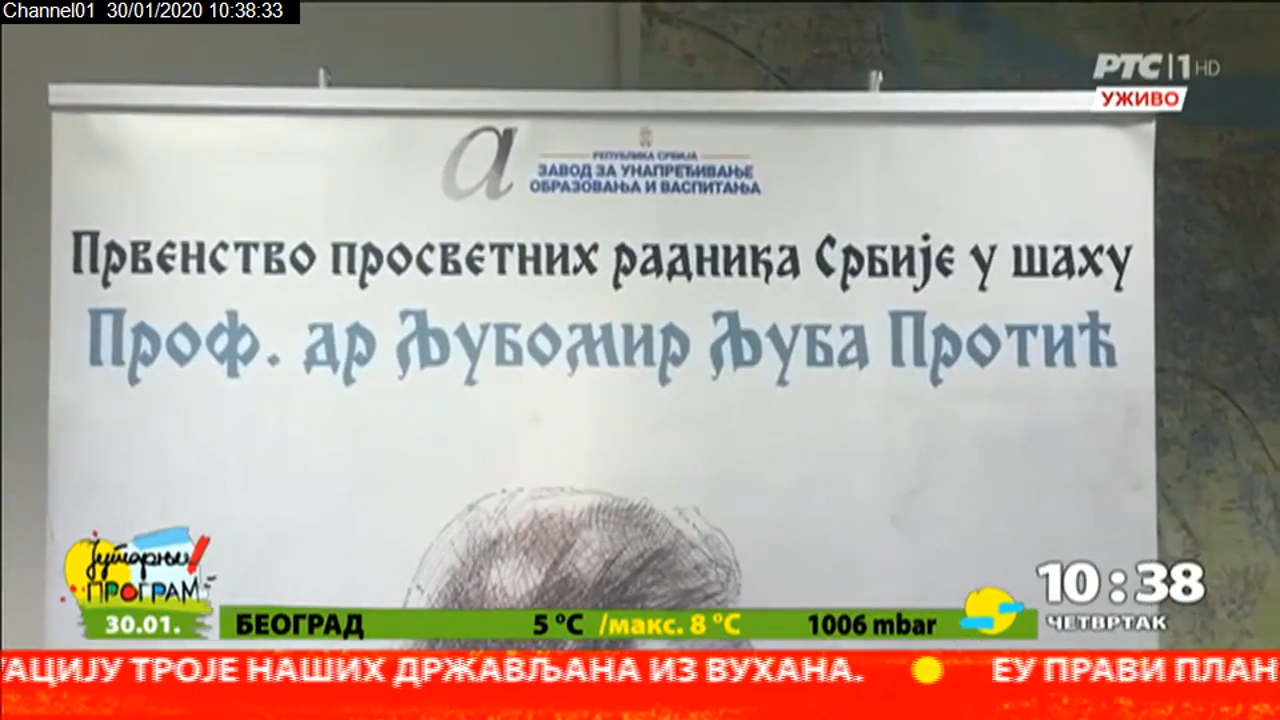 Channel01 30/01/2020 10:38:33
РТС|1 HD
УЖИВО
а
РЕПУБЛИКА СРБИЈА
ЗАВОД ЗА УНАПРЕЂИВАЊЕ
ОБРАЗОВАЊА И ВАСПИТАЊА
Првенство просветних радника Србије у шаху
Проф. др Љубомир Љуба Протић
Јутарњи
ПРОГРАМ
30.01.
БЕОГРАД 5 °C /макс. 8 °C 1006 mbar
10:38
ЧЕТВРТАК
УАЦИЈУ ТРОЈЕ НАШИХ ДРЖАВЉАНА ИЗ ВУХАНА. ЕУ ПРАВИ ПЛАН